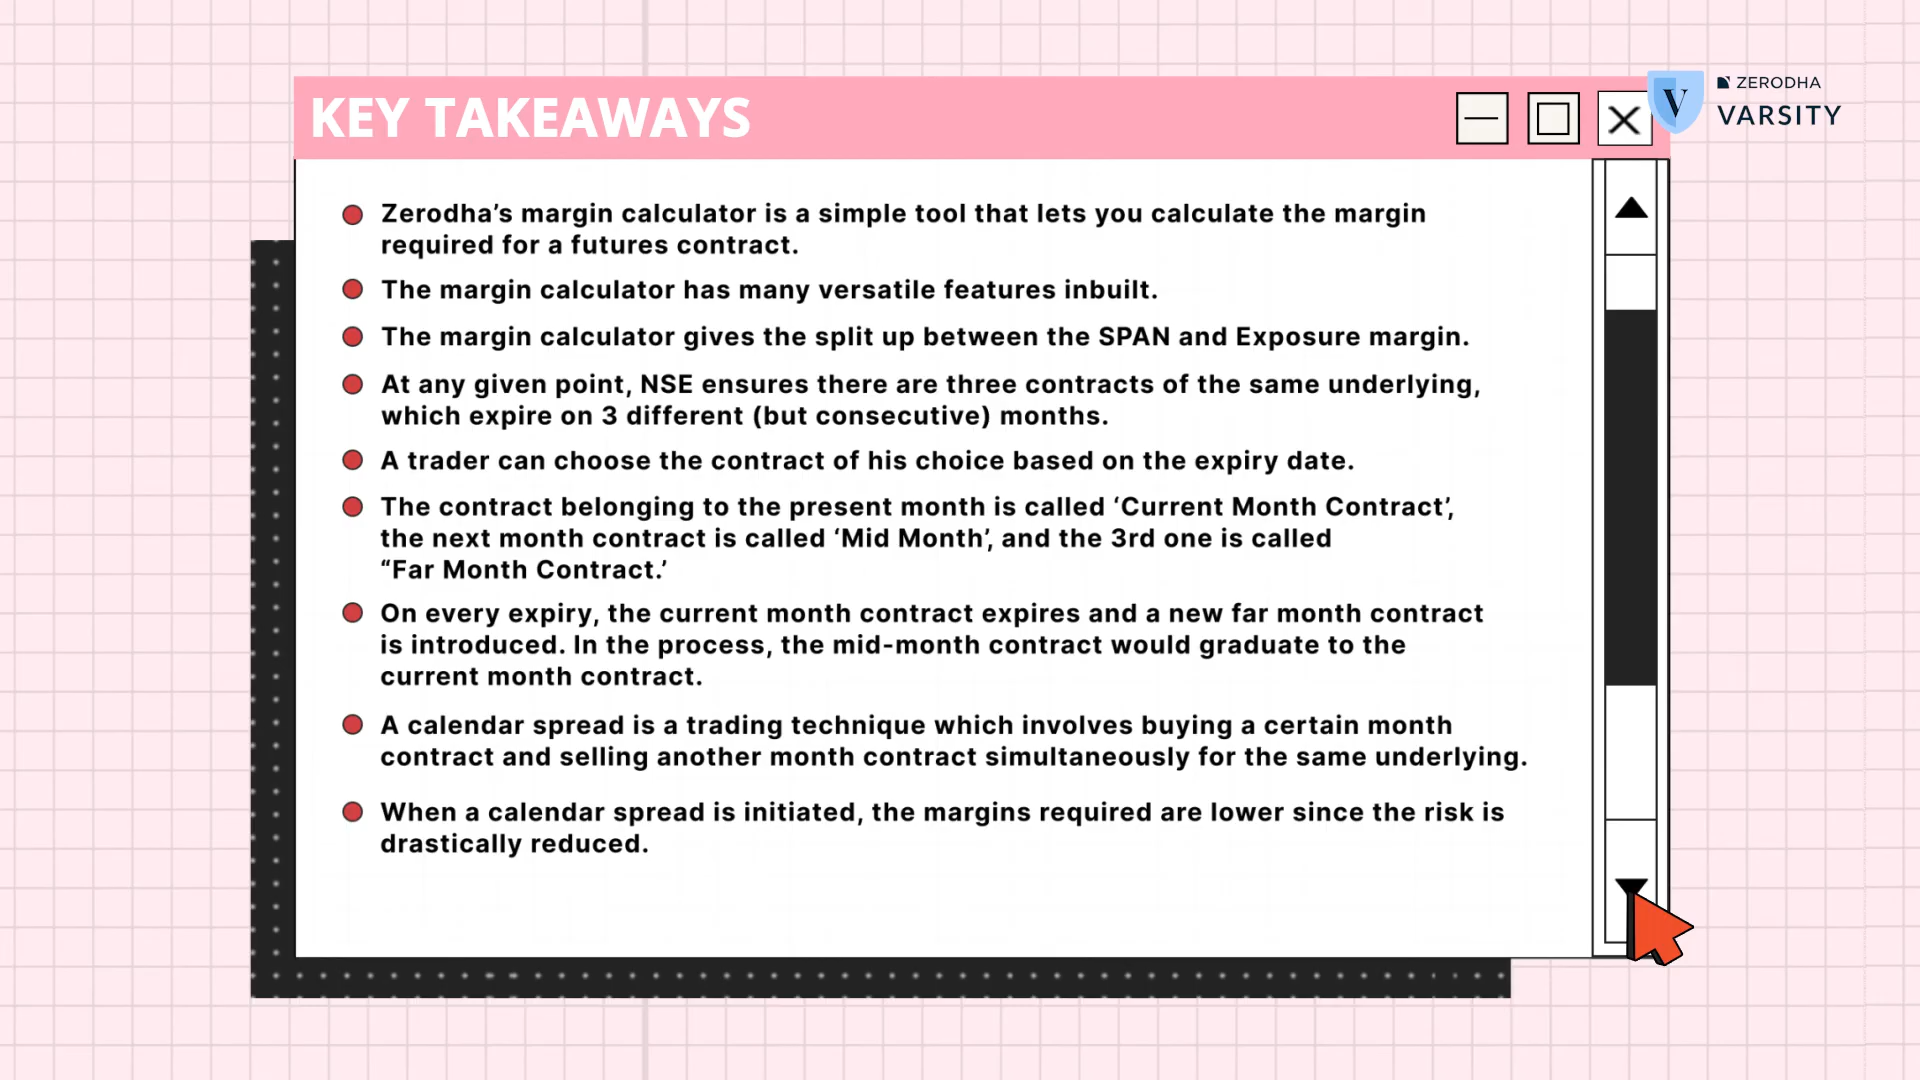 KEY TAKEAWAYS
ZERODHA
VARSITY
Zerodha’s margin calculator is a simple tool that lets you calculate the margin
required for a futures contract.
The margin calculator has many versatile features inbuilt.
The margin calculator gives the split up between the SPAN and Exposure margin.
At any given point, NSE ensures there are three contracts of the same underlying,
which expire on 3 different (but consecutive) months.
A trader can choose the contract of his choice based on the expiry date.
The contract belonging to the present month is called ‘Current Month Contract’,
the next month contract is called ‘Mid Month’, and the 3rd one is called
“Far Month Contract.’
On every expiry, the current month contract expires and a new far month contract
is introduced. In the process, the mid-month contract would graduate to the
current month contract.
A calendar spread is a trading technique which involves buying a certain month
contract and selling another month contract simultaneously for the same underlying.
When a calendar spread is initiated, the margins required are lower since the risk is
drastically reduced.